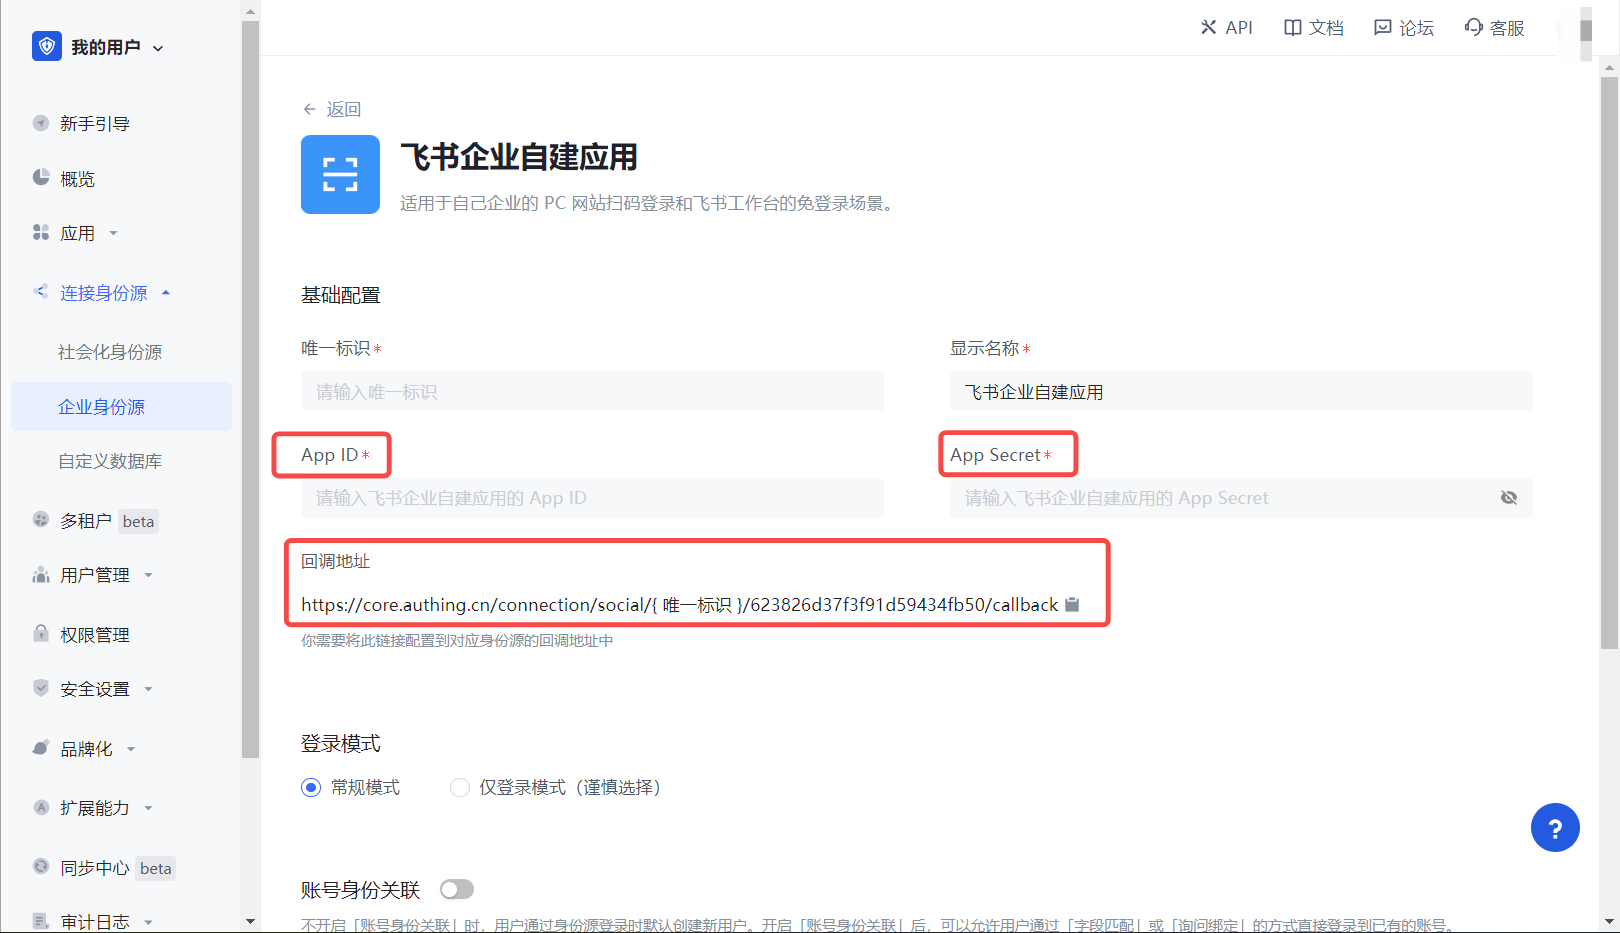 我的用户
API
文档
论坛
客服
新手引导
概览
应用
连接身份源
社会化身份源
企业身份源
自定义数据库
多租户 beta
用户管理
权限管理
安全设置
品牌化
扩展能力
同步中心 beta
审计日志
返回
飞书企业自建应用
适用于自己企业的 PC 网站扫码登录和飞书工作台的免登录场景。
基础配置
唯一标识*
请输入唯一标识
显示名称*
飞书企业自建应用
App ID*
请输入飞书企业自建应用的 App ID
App Secret*
请输入飞书企业自建应用的 App Secret
回调地址
https://core.authing.cn/connection/social/{ 唯一标识 }/623826d37f3f91d59434fb50/callback
你需要将此链接配置到对应身份源的回调地址中
登录模式
常规模式
仅登录模式（谨慎选择）
账号身份关联
不开启「账号身份关联」时，用户通过身份源登录时默认创建新用户。开启「账号身份关联」后，可以允许用户通过「字段匹配」或「询问绑定」的方式直接登录到已有的账号。
?